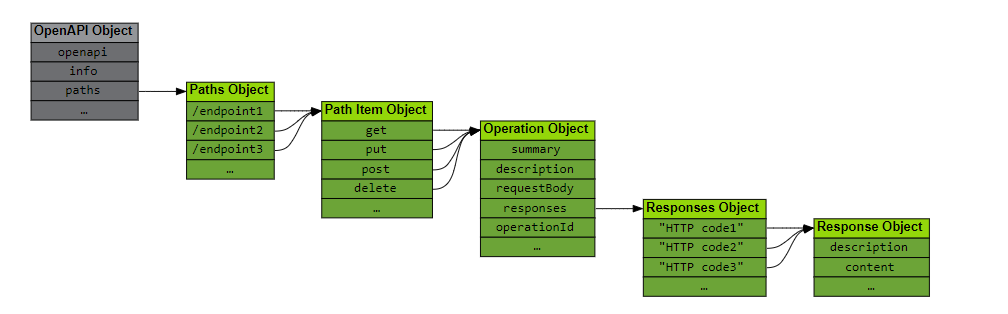 OpenAPI Object
openapi
info
paths
…
Paths Object
/endpoint1
/endpoint2
/endpoint3
…
Path Item Object
get
put
post
delete
…
Operation Object
summary
description
requestBody
responses
operationId
…
Responses Object
"HTTP code1"
"HTTP code2"
"HTTP code3"
…
Response Object
description
content
…